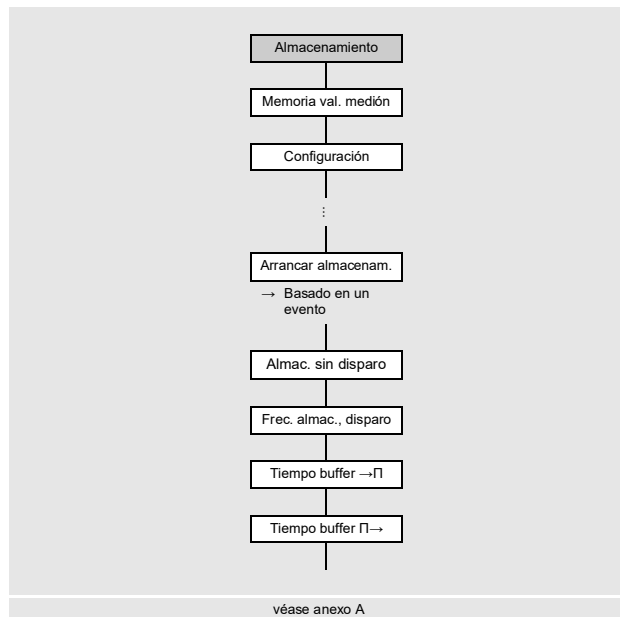 Almacenamiento
Memoria val. medión
Configuración
⋮
Arrancar almacenam.
→ Basado en un
evento
Almac. sin disparo
Frec. almac., disparo
Tiempo buffer →Π
Tiempo buffer Π→
véase anexo A